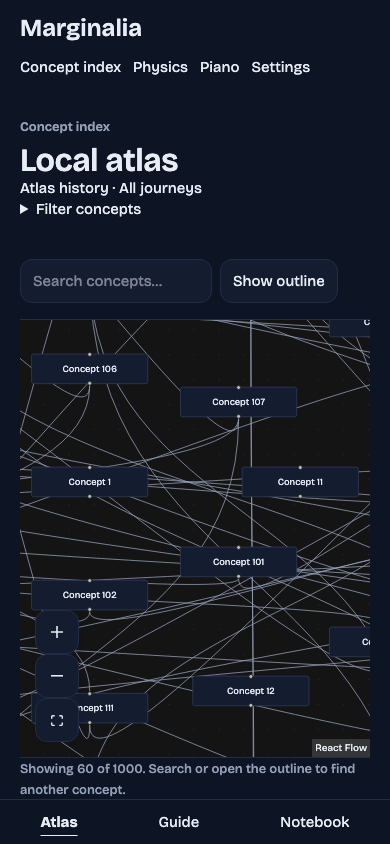 Marginalia
Concept index Physics Piano Settings
Concept index
Local atlas
Atlas history · All journeys
Filter concepts
Search concepts...
Show outline
Concept 106
Concept 107
Concept 1
Concept 11
Concept 101
Concept 102
Concept 12
111
React Flow
Showing 60 of 1000. Search or open the outline to find
another concept.
Atlas Guide Notebook